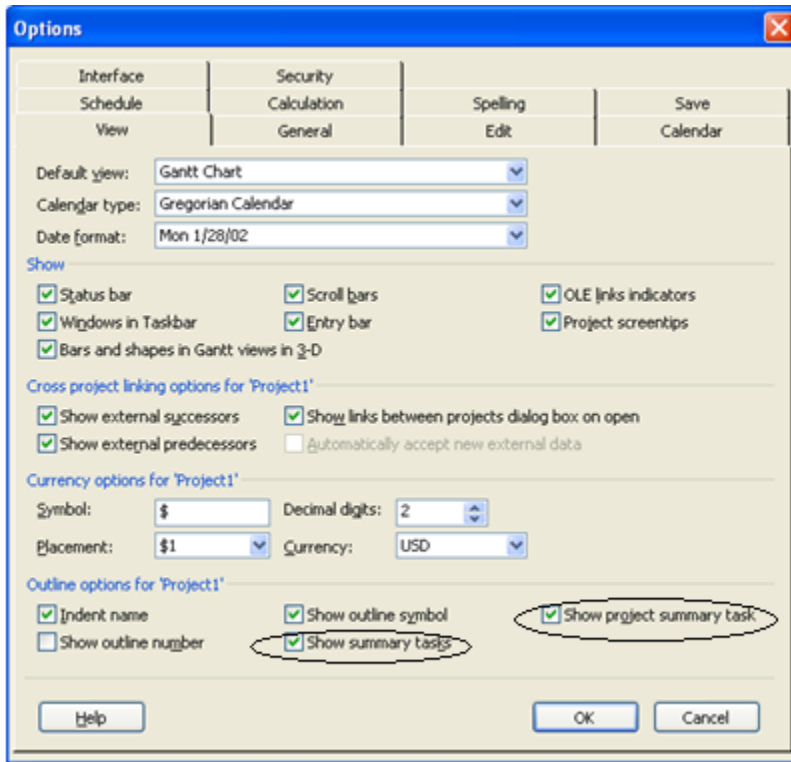 Options
Interface Security
Schedule Calculation Spelling Save
View General Edit Calendar
Default view: Gantt Chart
Calendar type: Gregorian Calendar
Date format: Mon 1/28/02
Show
Status bar Scroll bars OLE links indicators
Windows in Taskbar Entry bar Project screentips
Bars and shapes in Gantt views in 3-D
Cross project linking options for 'Project1'
Show external successors Show links between projects dialog box on open
Show external predecessors Automatically accept new external data
Currency options for 'Project1'
Symbol: $ Decimal digits: 2
Placement: $1 Currency: USD
Outline options for 'Project1'
Indent name Show outline symbol Show project summary task
Show outline number Show summary tasks
Help OK Cancel